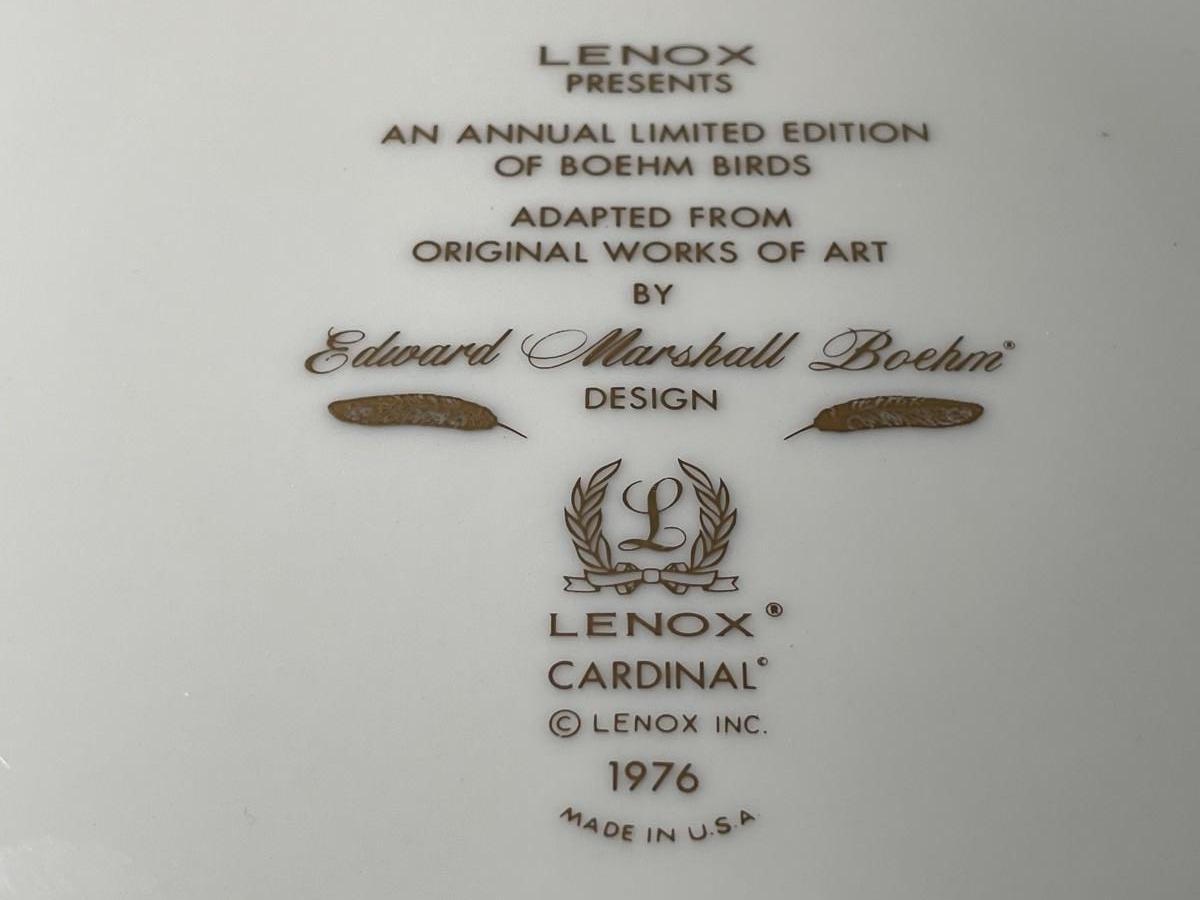 LENOX
PRESENTS
AN ANNUAL LIMITED EDITION
OF BOEHM BIRDS
ADAPTED FROM
ORIGINAL WORKS OF ART
BY
Edward Marshall Boehm®
DESIGN
L
LENOX®
CARDINAL©
© LENOX INC.
1976
MADE IN U.S.A.